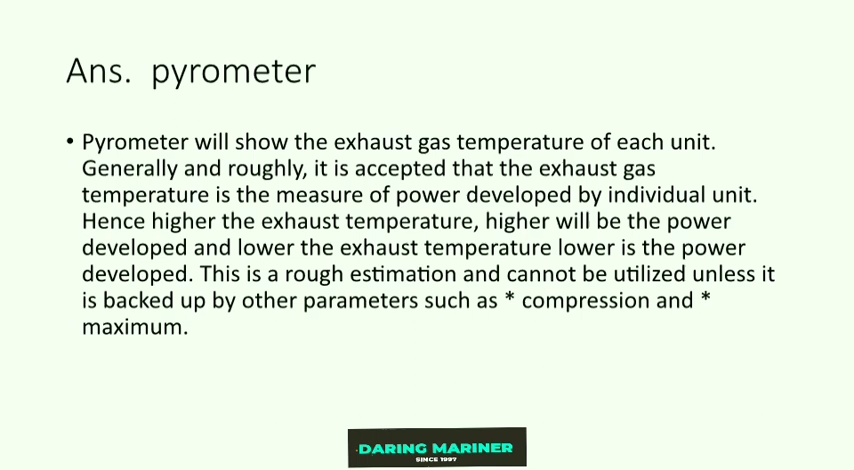 Ans. pyrometer
• Pyrometer will show the exhaust gas temperature of each unit.
Generally and roughly, it is accepted that the exhaust gas
temperature is the measure of power developed by individual unit.
Hence higher the exhaust temperature, higher will be the power
developed and lower the exhaust temperature lower is the power
developed. This is a rough estimation and cannot be utilized unless it
is backed up by other parameters such as * compression and *
maximum.
DARING MARINER
SINCE 1997